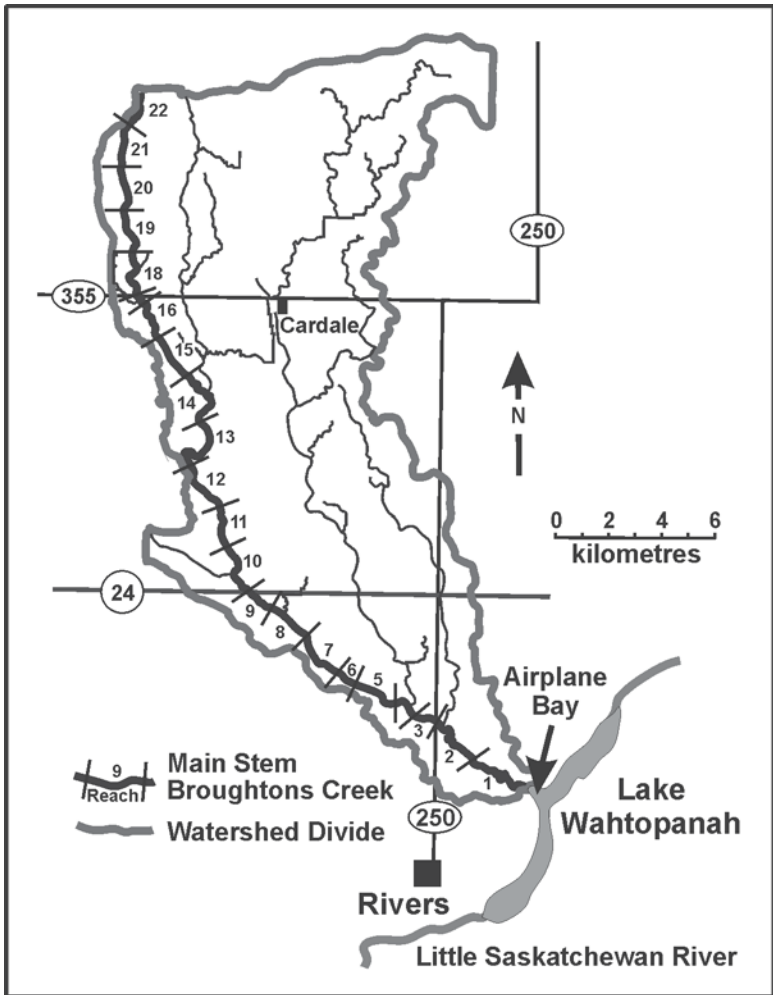 22
21
20
19
18
250
355
16
Cardale
15
14
N
13
12
0 2 4 6
kilometres
11
10
24
9
8
7
6
5
Airplane
Bay
3
2
1
9
Reach
Main Stem
Broughtons Creek
Watershed Divide
Lake
Wahtopanah
250
Rivers
Little Saskatchewan River